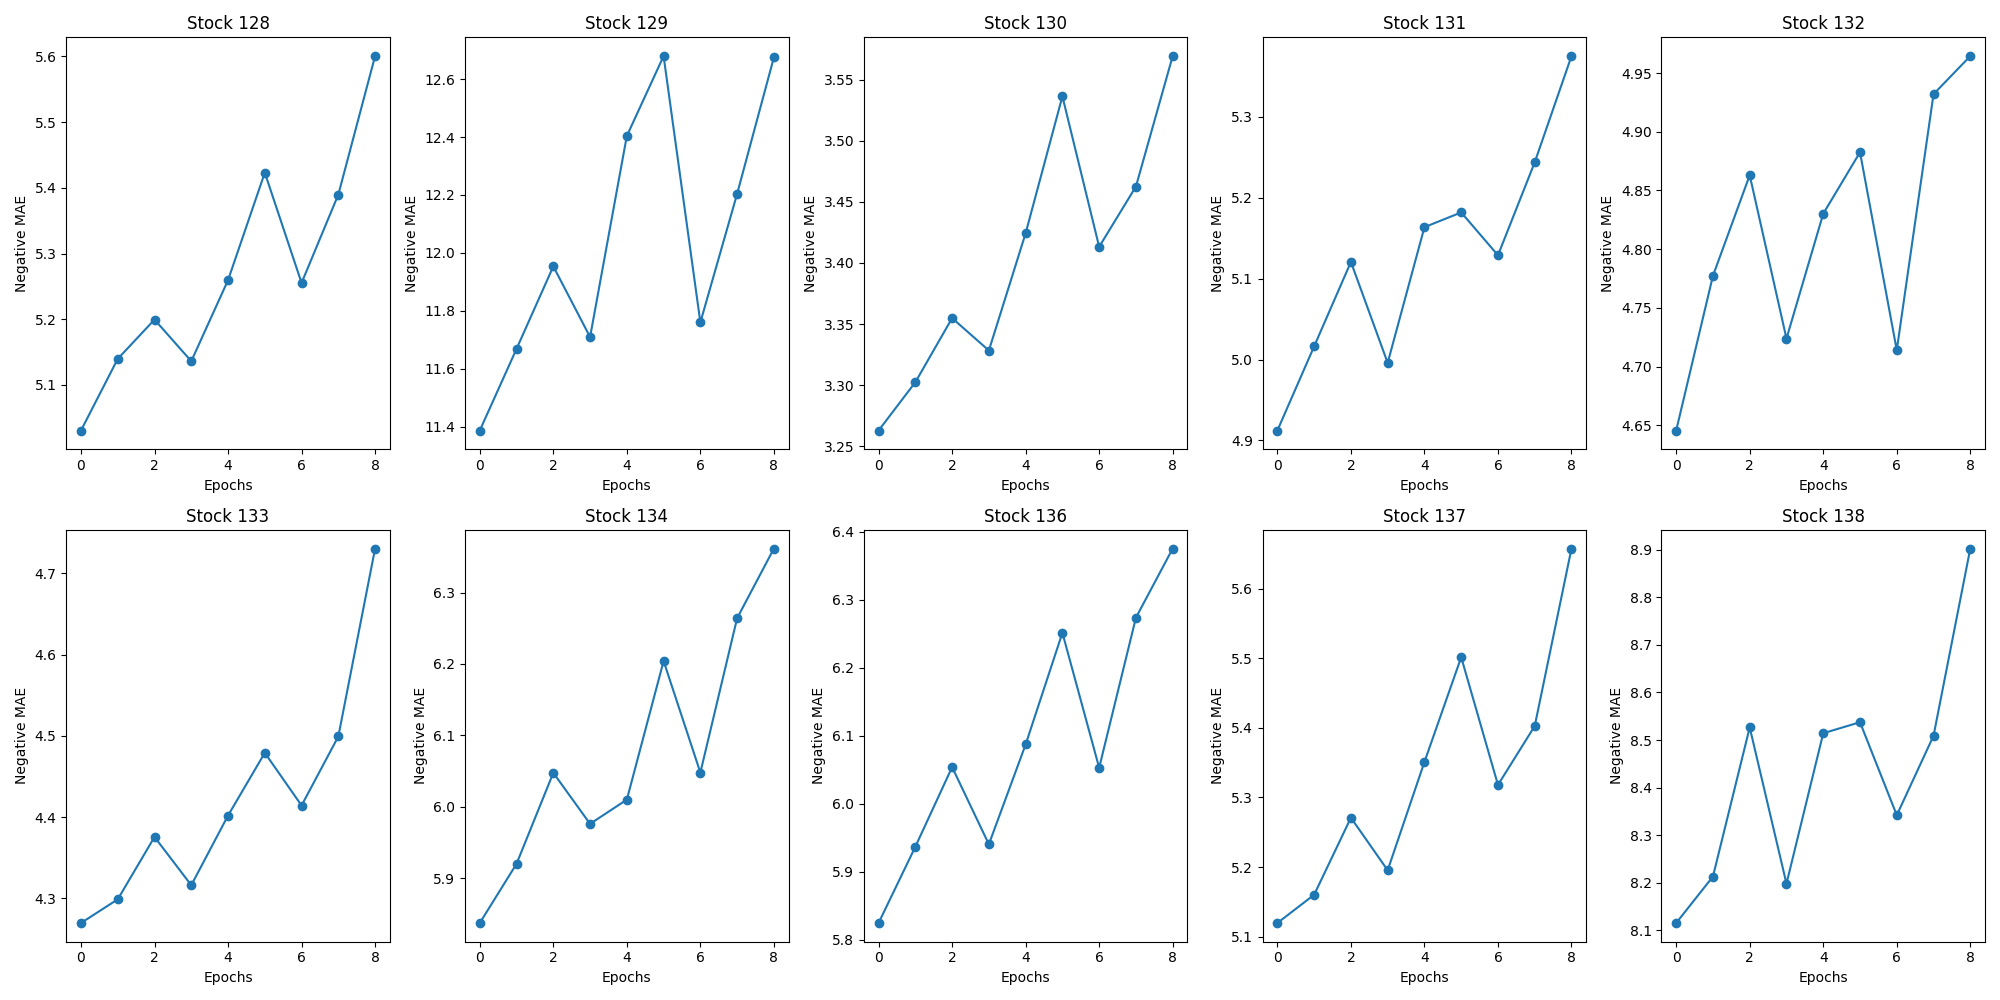 Stock 128
Stock 129
Stock 130
Stock 131
Stock 132
Negative MAE
5.6
5.5
5.4
5.3
5.2
5.1
0 2 4 6 8
Epochs
Negative MAE
12.6
12.4
12.2
12.0
11.8
11.6
11.4
0 2 4 6 8
Epochs
Negative MAE
3.55
3.50
3.45
3.40
3.35
3.30
3.25
0 2 4 6 8
Epochs
Negative MAE
5.3
5.2
5.1
5.0
4.9
0 2 4 6 8
Epochs
Negative MAE
4.95
4.90
4.85
4.80
4.75
4.70
4.65
0 2 4 6 8
Epochs
Stock 133
Stock 134
Stock 136
Stock 137
Stock 138
Negative MAE
4.7
4.6
4.5
4.4
4.3
0 2 4 6 8
Epochs
Negative MAE
6.3
6.2
6.1
6.0
5.9
0 2 4 6 8
Epochs
Negative MAE
6.4
6.3
6.2
6.1
6.0
5.9
5.8
0 2 4 6 8
Epochs
Negative MAE
5.6
5.5
5.4
5.3
5.2
5.1
0 2 4 6 8
Epochs
Negative MAE
8.9
8.8
8.7
8.6
8.5
8.4
8.3
8.2
8.1
0 2 4 6 8
Epochs